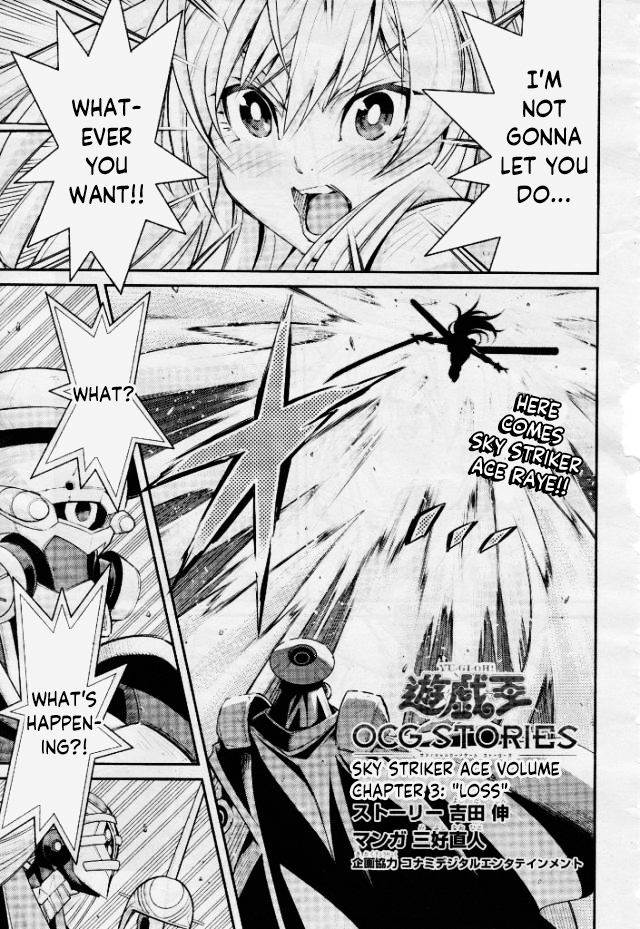 I'M
NOT
GONNA
LET YOU
DO...
WHAT-
EVER
YOU
WANT!!
HERE
COMES
SKY STRIKER
ACE RAYE!!
WHAT?
WHAT'S
HAPPEN-
ING?!
YU-GI-OH!
遊戯王
OCG STORIES
SKY STRIKER ACE VOLUME
CHAPTER 3: "LOSS"
ストーリー 吉田 伸
マンガ 三好直人
企画協力 コナミデジタルエンタテインメント